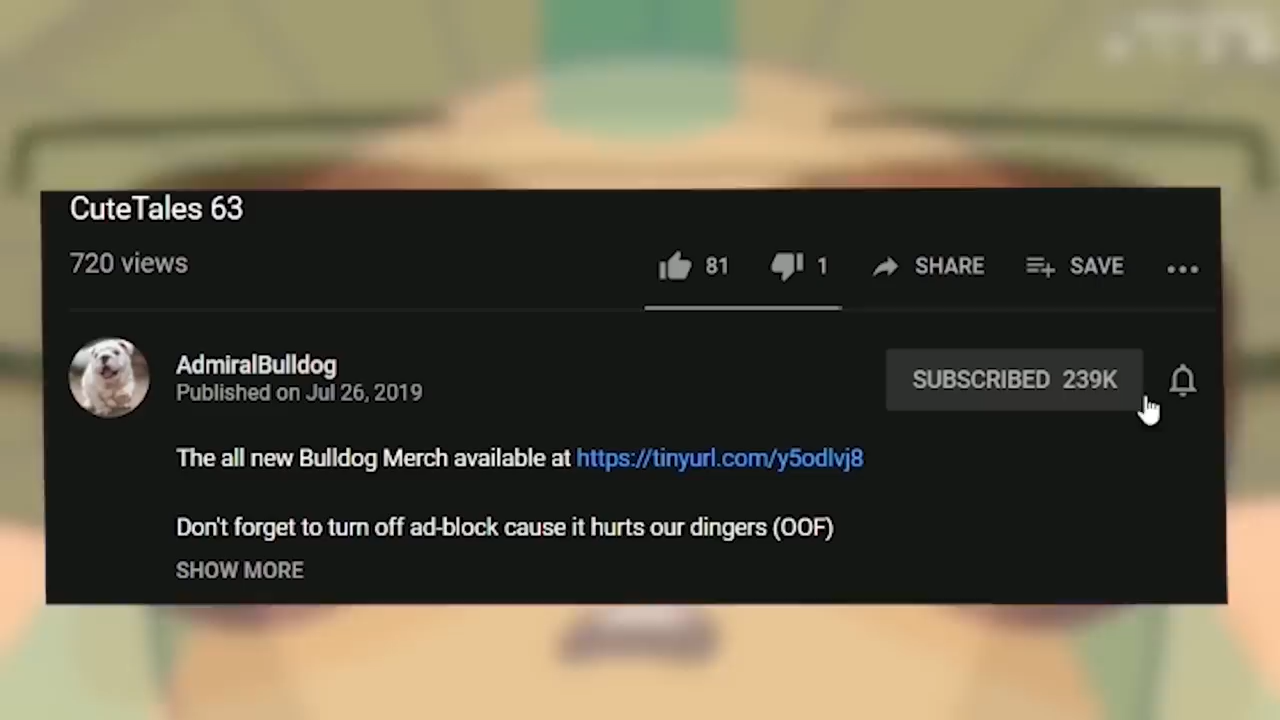 CuteTales 63
720 views
81
1
SHARE
SAVE
AdmiralBulldog
Published on Jul 26, 2019
SUBSCRIBED 239K
The all new Bulldog Merch available at https://tinyurl.com/y5odlvj8
Don't forget to turn off ad-block cause it hurts our dingers (OOF)
SHOW MORE